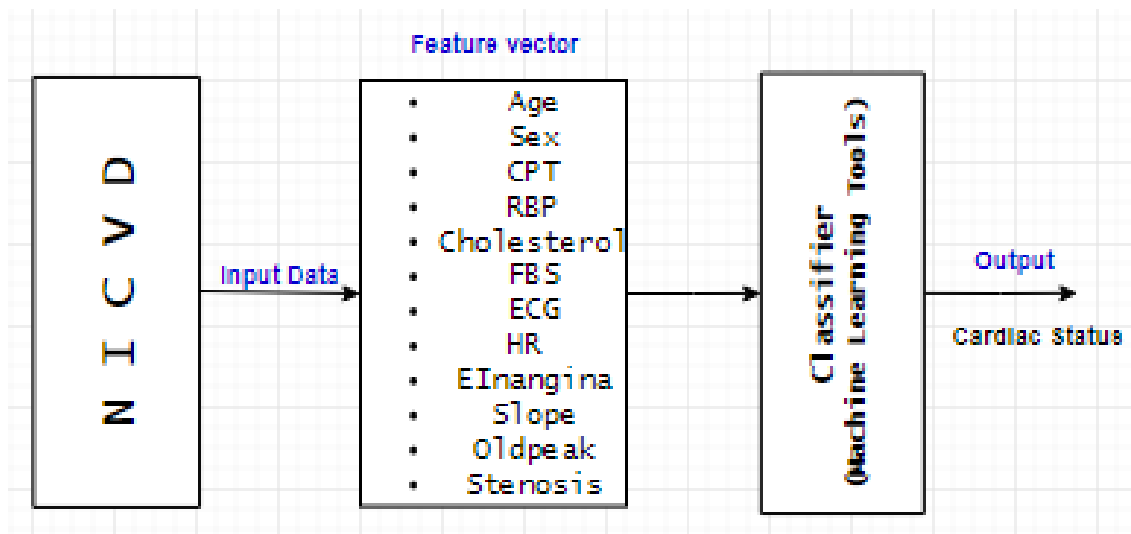 Feature vector
N I C V D
Input Data
• Age
• Sex
• CPT
• RBP
• Cholesterol
• FBS
• ECG
• HR
• EInangina
• Slope
• Oldpeak
• Stenosis
Classifier
(Machine Learning Tools)
Output
Cardiac Status